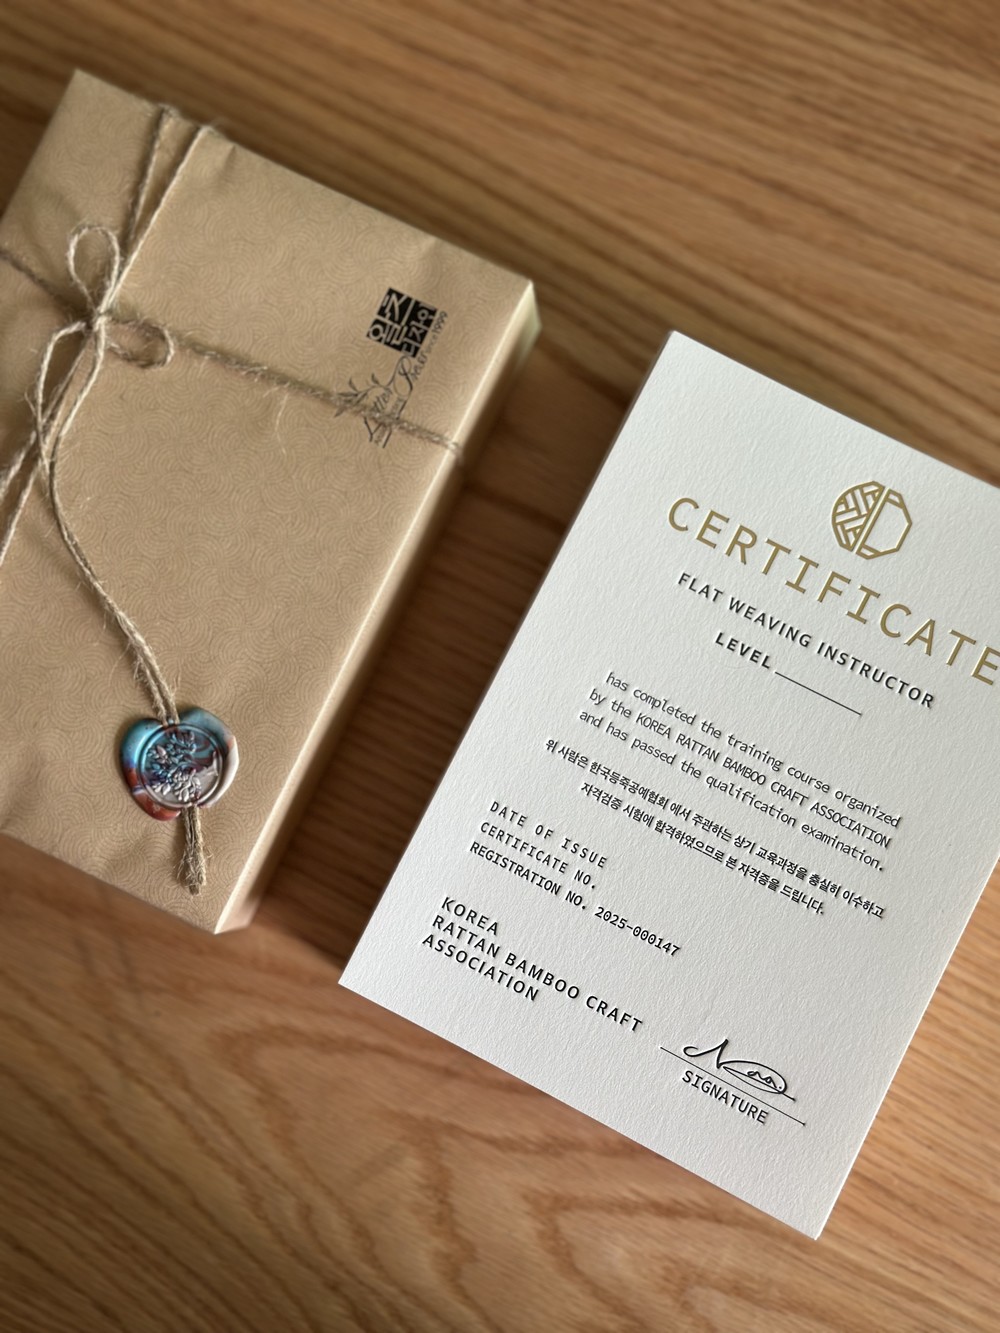 since 1999
CERTIFICATE
FLAT WEAVING INSTRUCTOR
LEVEL
has completed the training course organized
by the KOREA RATTAN BAMBOO CRAFT ASSOCIATION
and has passed the qualification examination.
위 사람은 한국등죽공예협회 에서 주관하는 상기 교육과정을 충실히 이수하고
자격검증 시험에 합격하였으므로 본 자격증을 드립니다.
DATE OF ISSUE
CERTIFICATE NO.
REGISTRATION NO. 2025-000147
KOREA
RATTAN BAMBOO CRAFT
ASSOCIATION
SIGNATURE